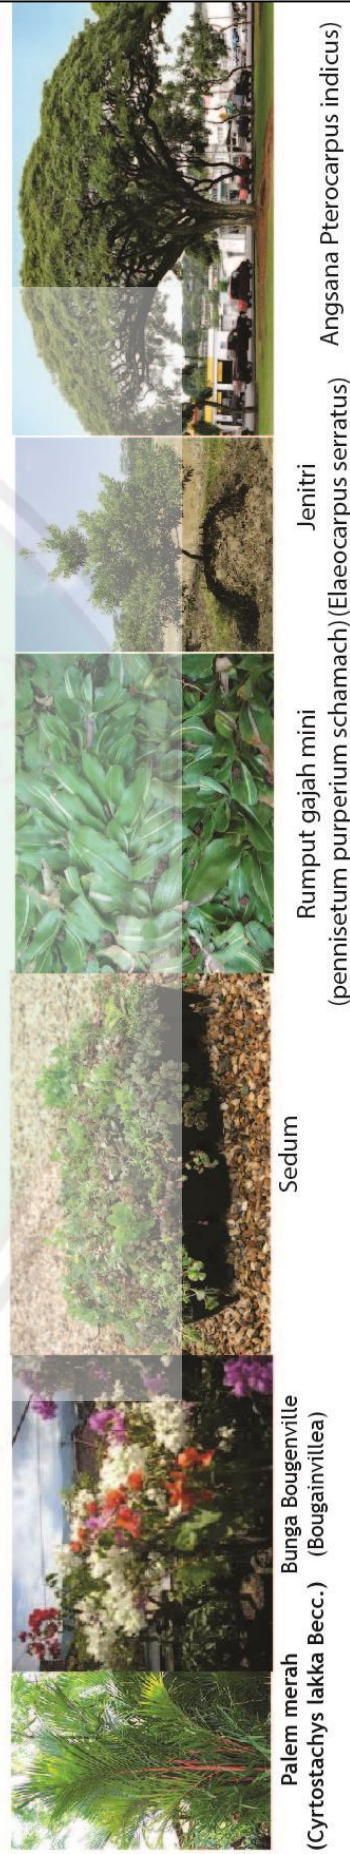 Palem merah
(Cyrtostachys lakka Becc.)
Bunga Bougenville
(Bougainvillea)
Sedum
Rumput gajah mini
(pennisetum purperium schamach)
Jenitri
(Elaeocarpus serratus)
Angsana Pterocarpus indicus)